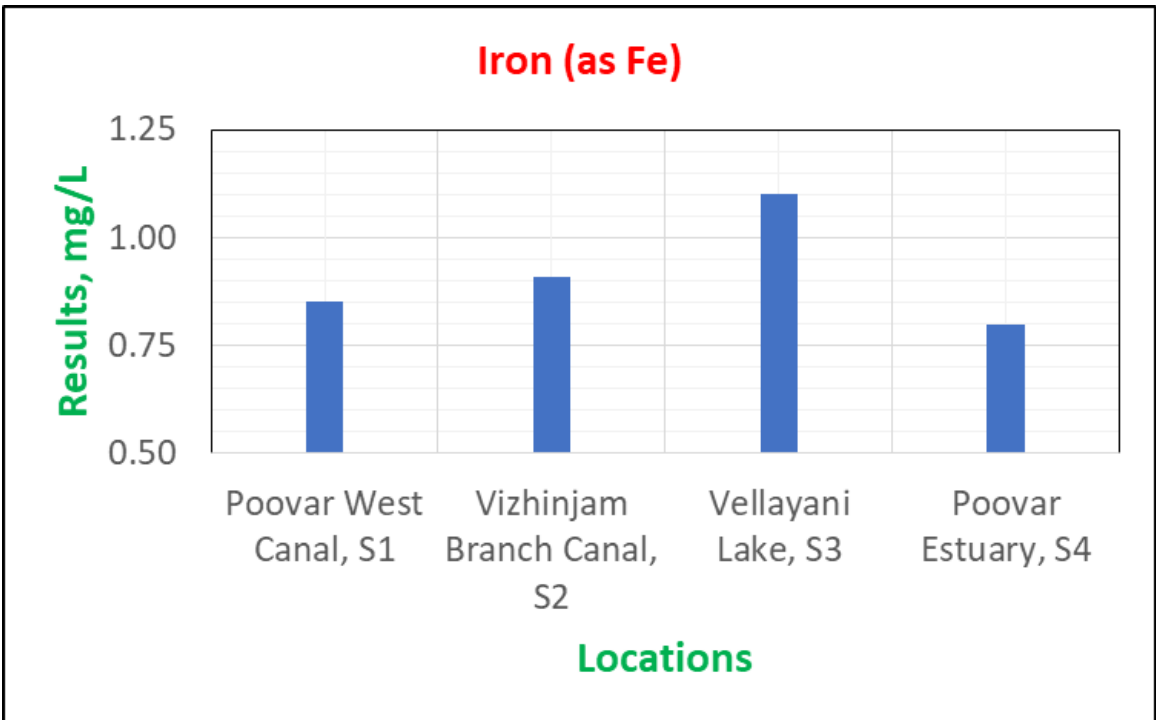 Iron (as Fe)
Results, mg/L
1.25
1.00
0.75
0.50
Poovar West
Canal, S1
Vizhinjam
Branch Canal,
S2
Vellayani
Lake, S3
Poovar
Estuary, S4
Locations